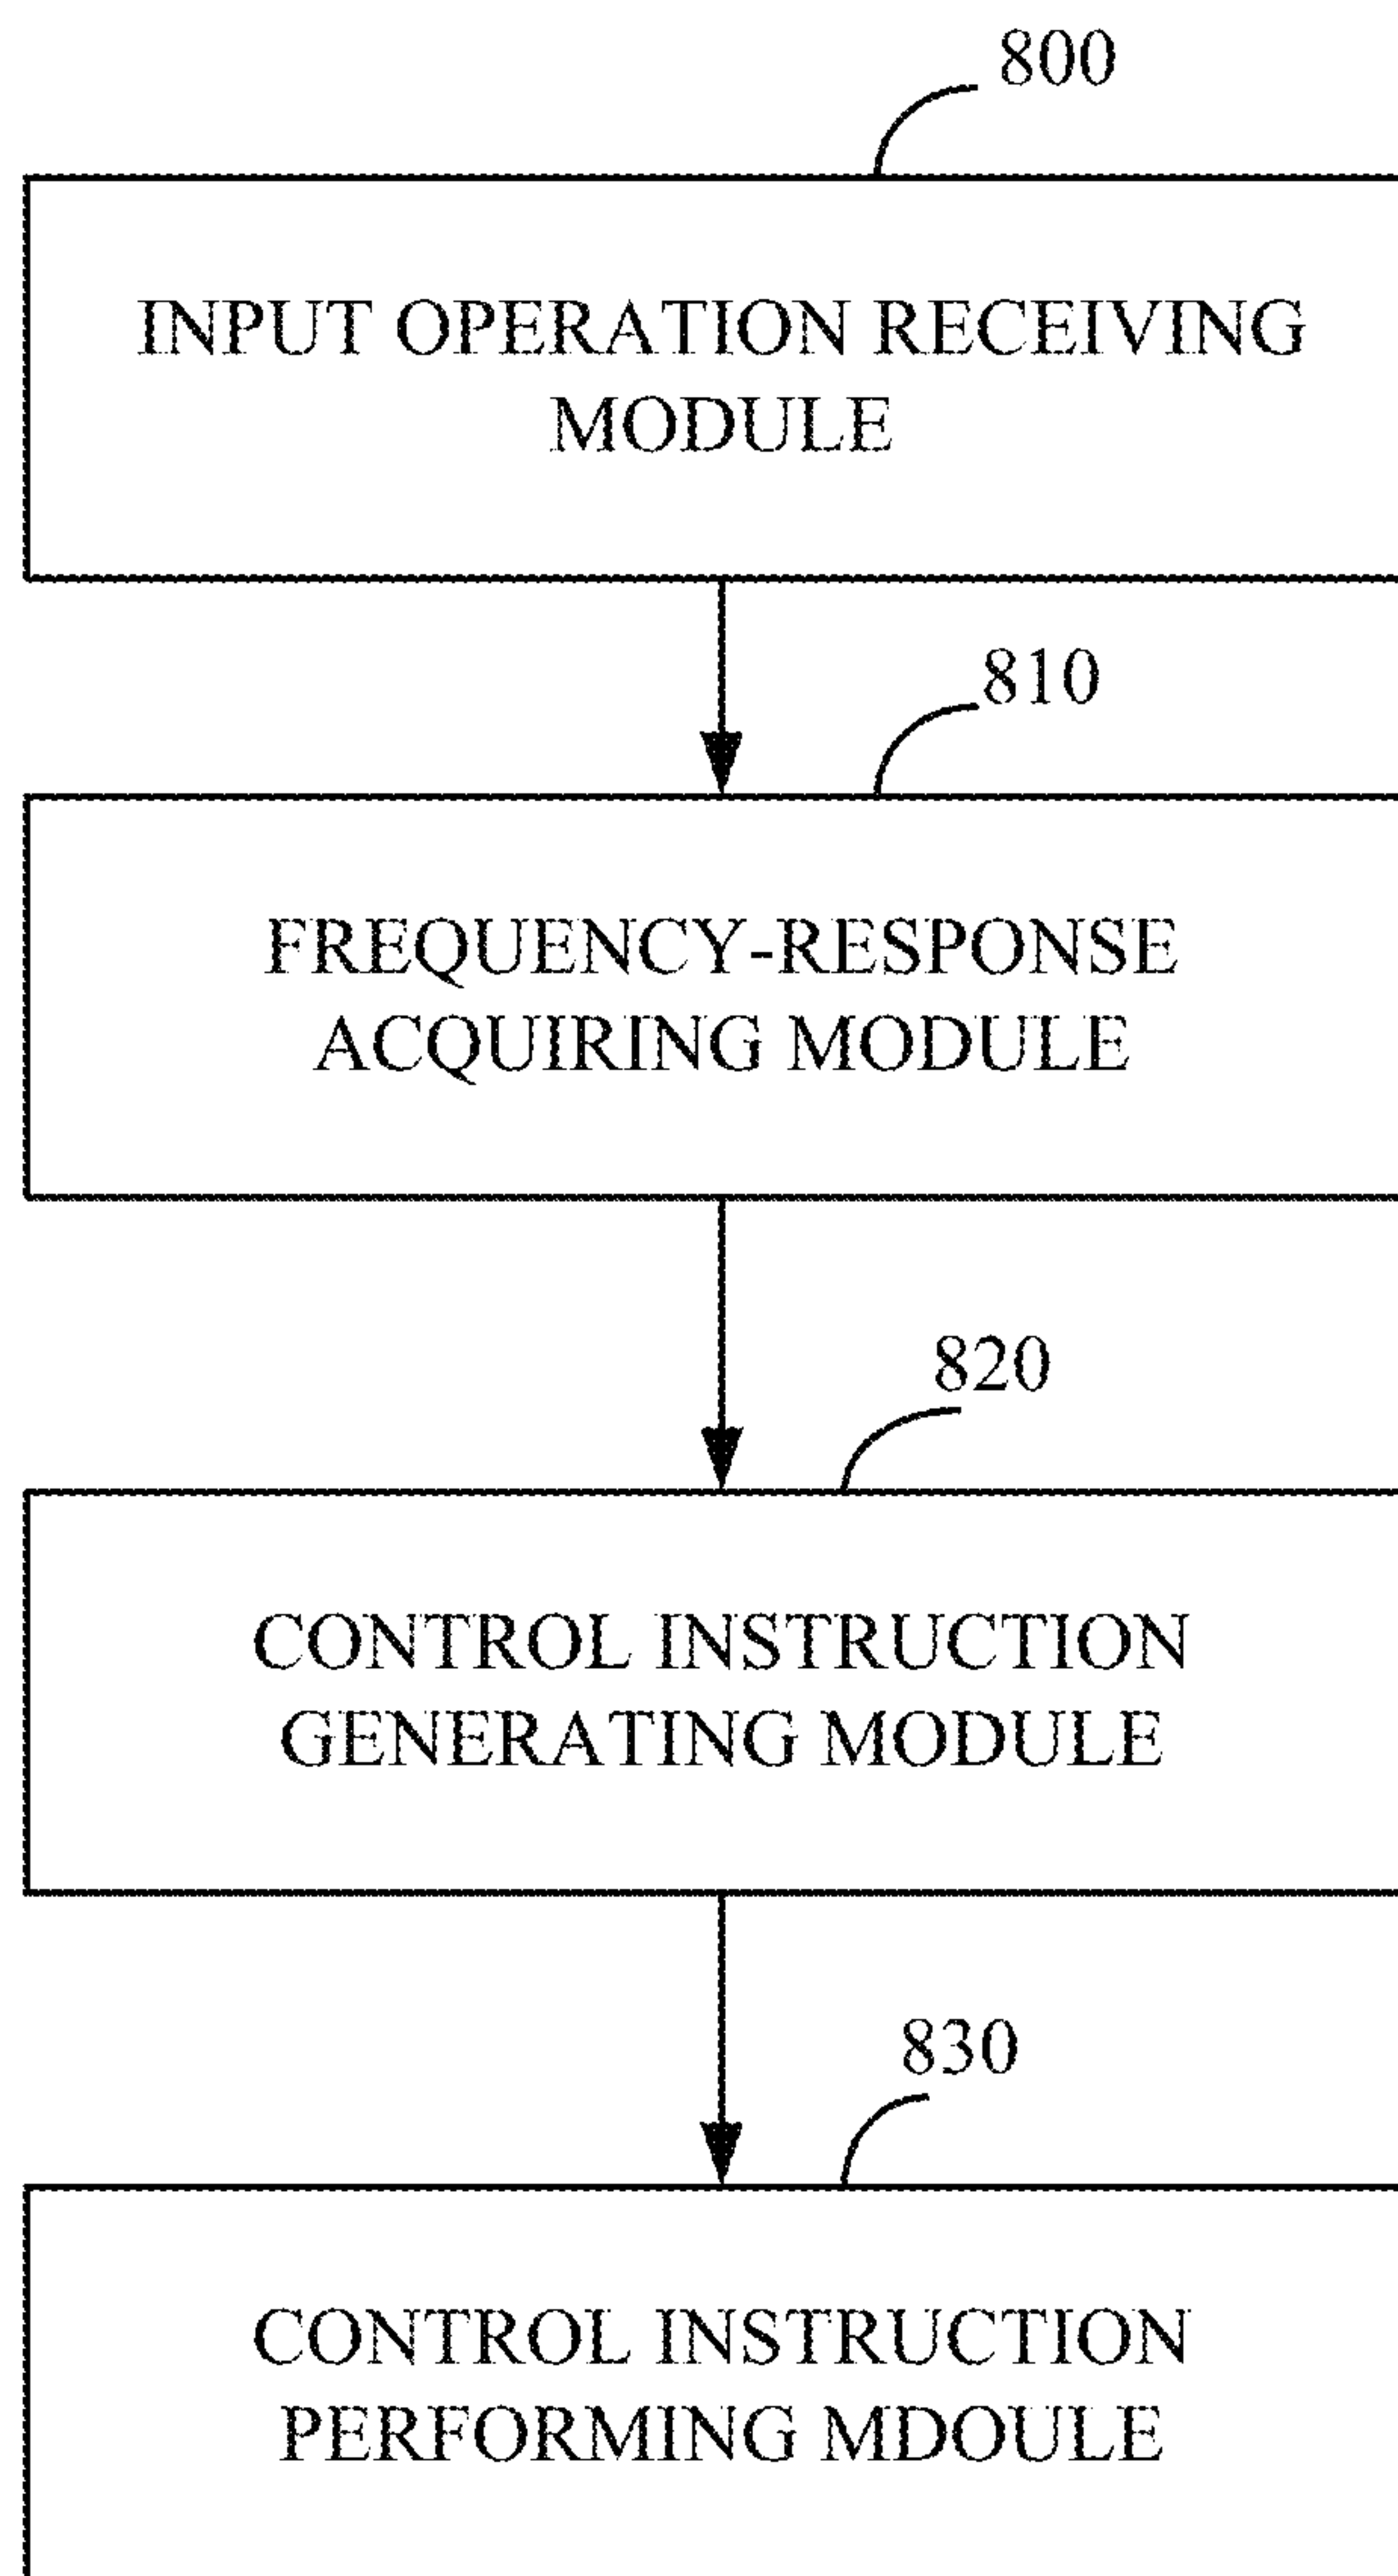 800
INPUT OPERATION RECEIVING
MODULE
810
FREQUENCY-RESPONSE
ACQUIRING MODULE
820
CONTROL INSTRUCTION
GENERATING MODULE
830
CONTROL INSTRUCTION
PERFORMING MDOULE